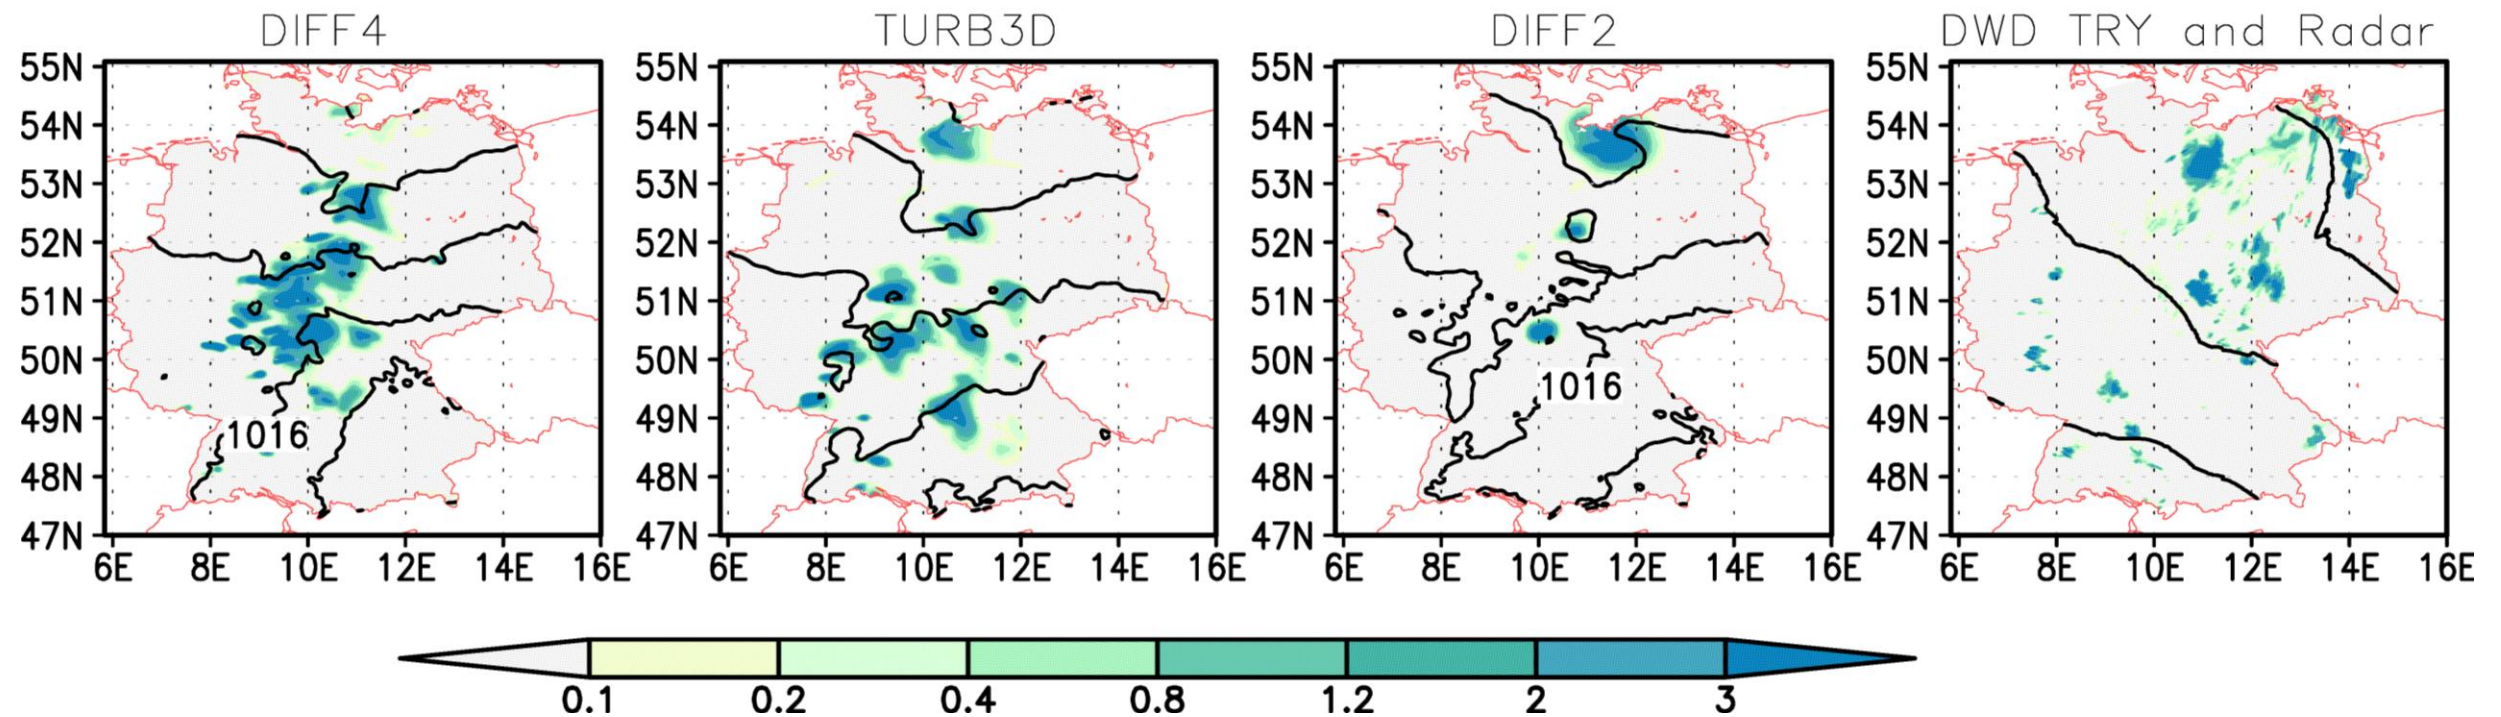 DIFF4 TURB3D DIFF2 DWD TRY and Radar
55N 55N 55N 55N
54N 54N 54N 54N
53N 53N 53N 53N
52N 52N 52N 52N
51N 51N 51N 51N
50N 50N 50N 50N
1016
49N 49N 49N 49N
1016
48N 48N 48N 48N
47N 47N 47N 47N
6E 8E 10E 12E 14E 16E 6E 8E 10E 12E 14E 16E 6E 8E 10E 12E 14E 16E 6E 8E 10E 12E 14E 16E
0.1 0.2 0.4 0.8 1.2 2 3